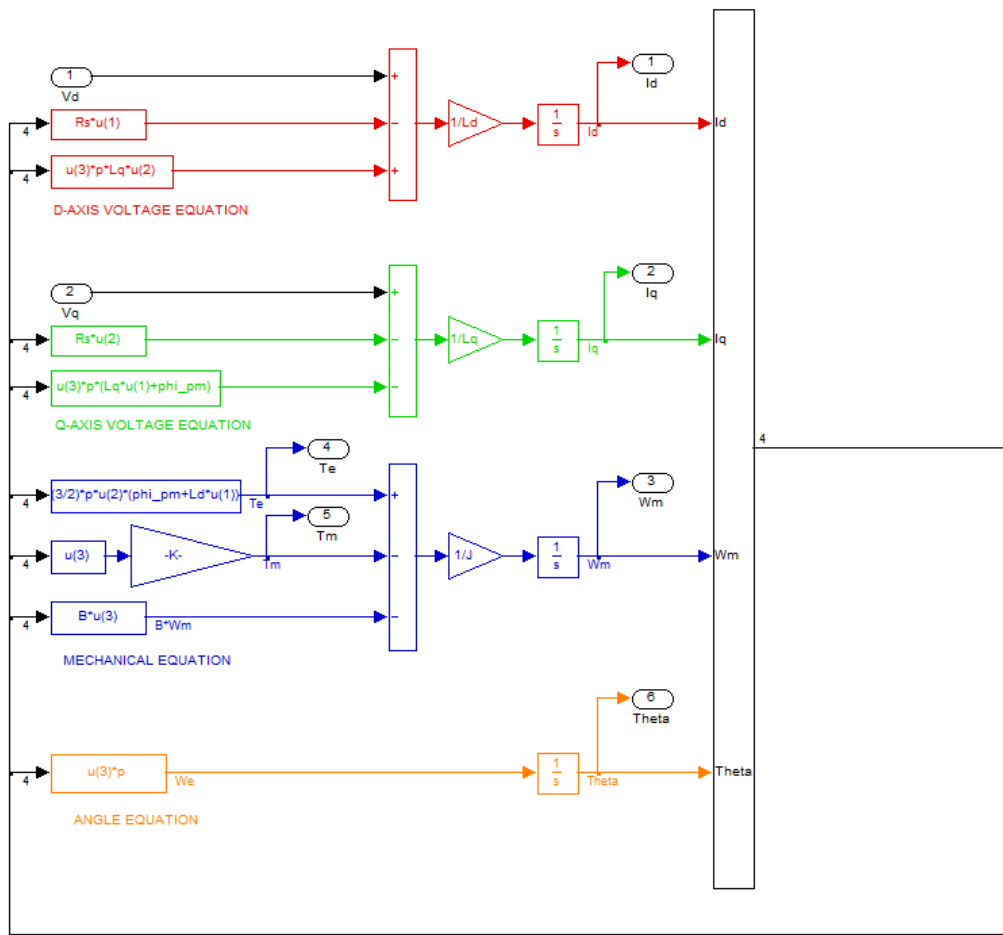 1
Vd
4
Rs*u(1)
4
u(3)*p*Lq*u(2)
+
−
+
1/Ld
1
s
Id
1
Id
Id
D-AXIS VOLTAGE EQUATION
2
Vq
4
Rs*u(2)
4
u(3)*p*(Lq*u(1)+phi_pm)
+
−
−
1/Lq
1
s
Iq
2
Iq
Iq
Q-AXIS VOLTAGE EQUATION
4
(3/2)*p*u(2)*(phi_pm+Ld*u(1))
Te
4
Te
4
u(3)
-K-
Tm
5
Tm
4
B*u(3)
B*Wm
+
−
−
1/J
1
s
Wm
3
Wm
Wm
MECHANICAL EQUATION
4
4
u(3)*p
We
1
s
Theta
6
Theta
Theta
ANGLE EQUATION